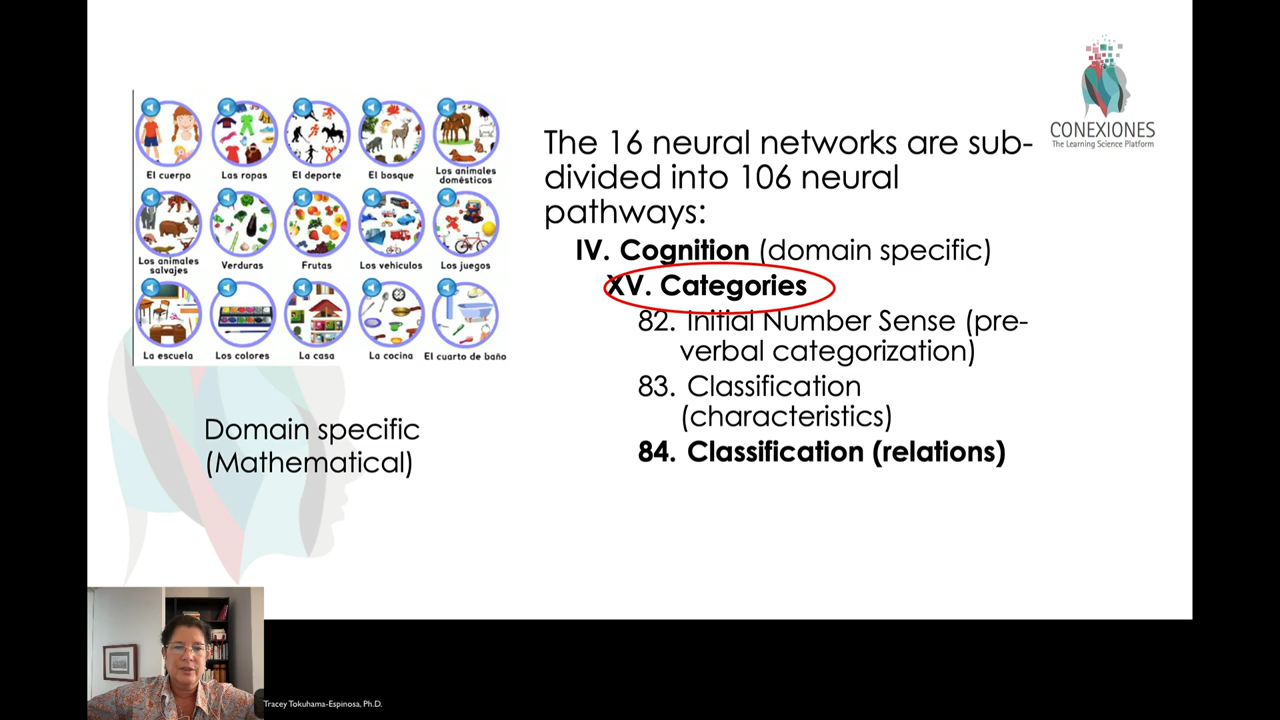 El cuerpo
Las ropas
El deporte
El bosque
Los animales
domésticos
Los animales
salvajes
Verduras
Frutas
Los vehiculos
Los juegos
La escuela
Los colores
La casa
La cocina
El cuarto de baño
Domain specific
(Mathematical)
CONEXIONES
The Learning Science Platform
The 16 neural networks are sub-
divided into 106 neural
pathways:
IV. Cognition (domain specific)
XV. Categories
82. Initial Number Sense (pre-
verbal categorization)
83. Classification
(characteristics)
84. Classification (relations)
Tracey Tokuhama-Espinosa, Ph.D.